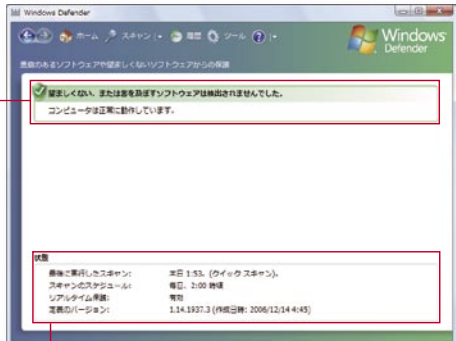 Windows Defender
ホーム スキャン 履歴 ツール
Windows Defender
悪意のあるソフトウェアや望ましくないソフトウェアからの保護
望ましくない、または害を及ぼすソフトウェアは検出されませんでした。
コンピュータは正常に動作しています。
状態
最後に実行したスキャン: 本日 1:53、(クイック スキャン)。
スキャンのスケジュール: 毎日、2:00 時頃
リアルタイム保護: 有効
定義のバージョン: 1.14.1937.3 (作成日時: 2006/12/14 4:45)